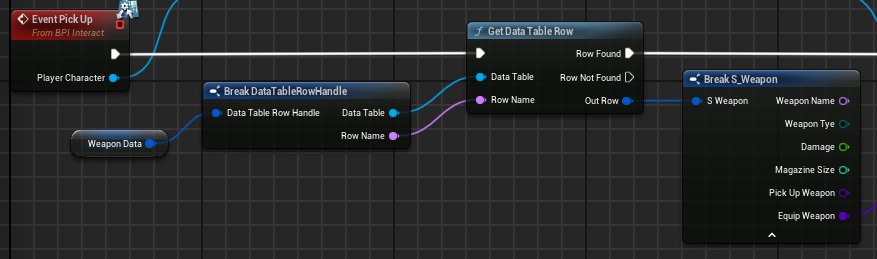 Event Pick Up
From BPI Interact
Player Character
Weapon Data
Break DataTableRowHandle
Data Table Row Handle
Data Table
Row Name
Get Data Table Row
Row Found
Data Table
Row Not Found
Row Name
Out Row
Break S_Weapon
S Weapon
Weapon Name
Weapon Tye
Damage
Magazine Size
Pick Up Weapon
Equip Weapon